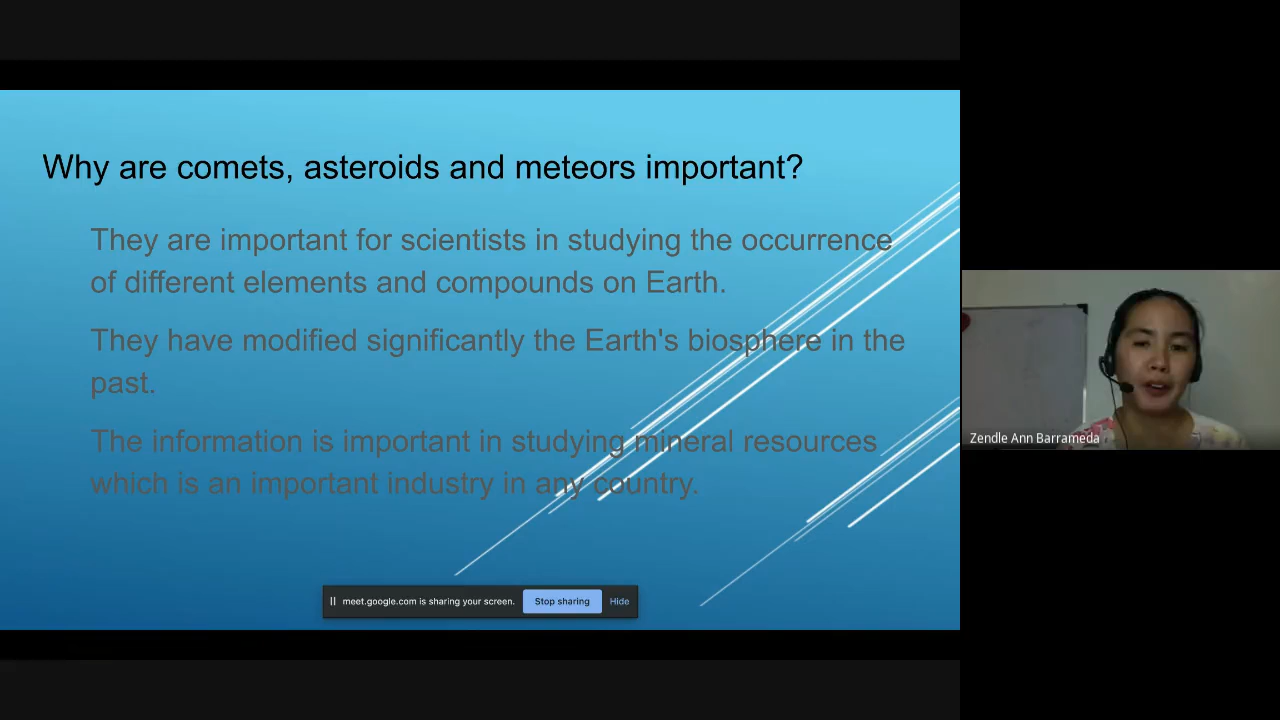 Why are comets, asteroids and meteors important?
They are important for scientists in studying the occurrence
of different elements and compounds on Earth.
They have modified significantly the Earth's biosphere in the
past.
The information is important in studying mineral resources
which is an important industry in any country.
Zendle Ann Barrameda
meet.google.com is sharing your screen. Stop sharing Hide